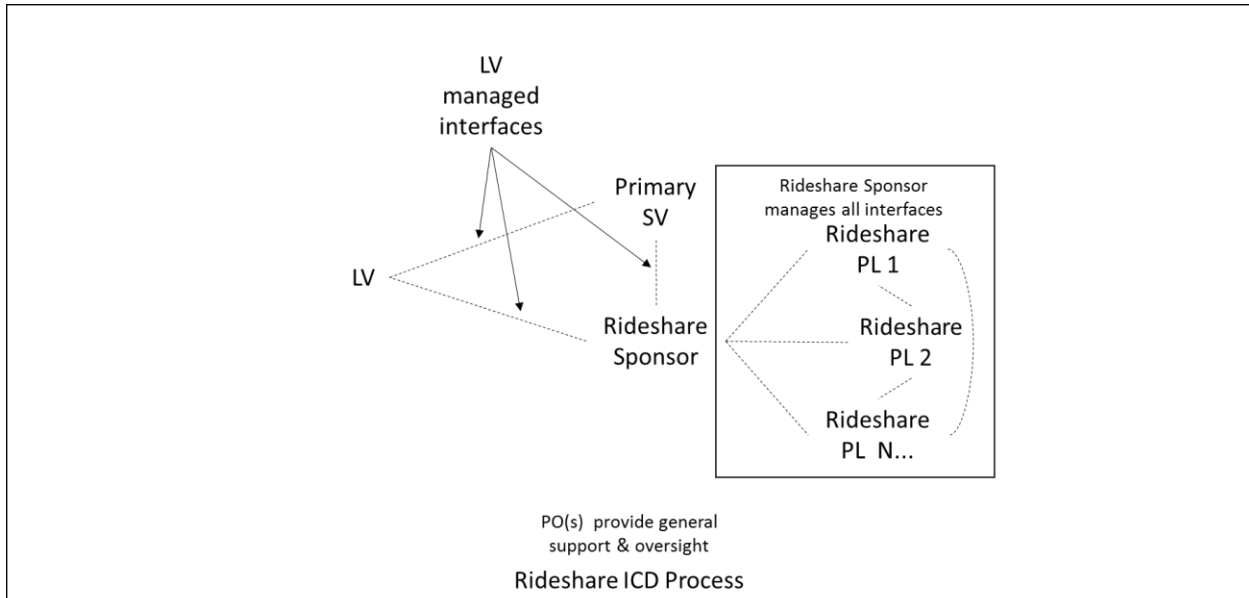 LV
managed
interfaces
Primary
SV
LV
Rideshare
Sponsor
Rideshare Sponsor
manages all interfaces
Rideshare
PL 1
Rideshare
PL 2
Rideshare
PL N...
PO(s) provide general
support & oversight
Rideshare ICD Process